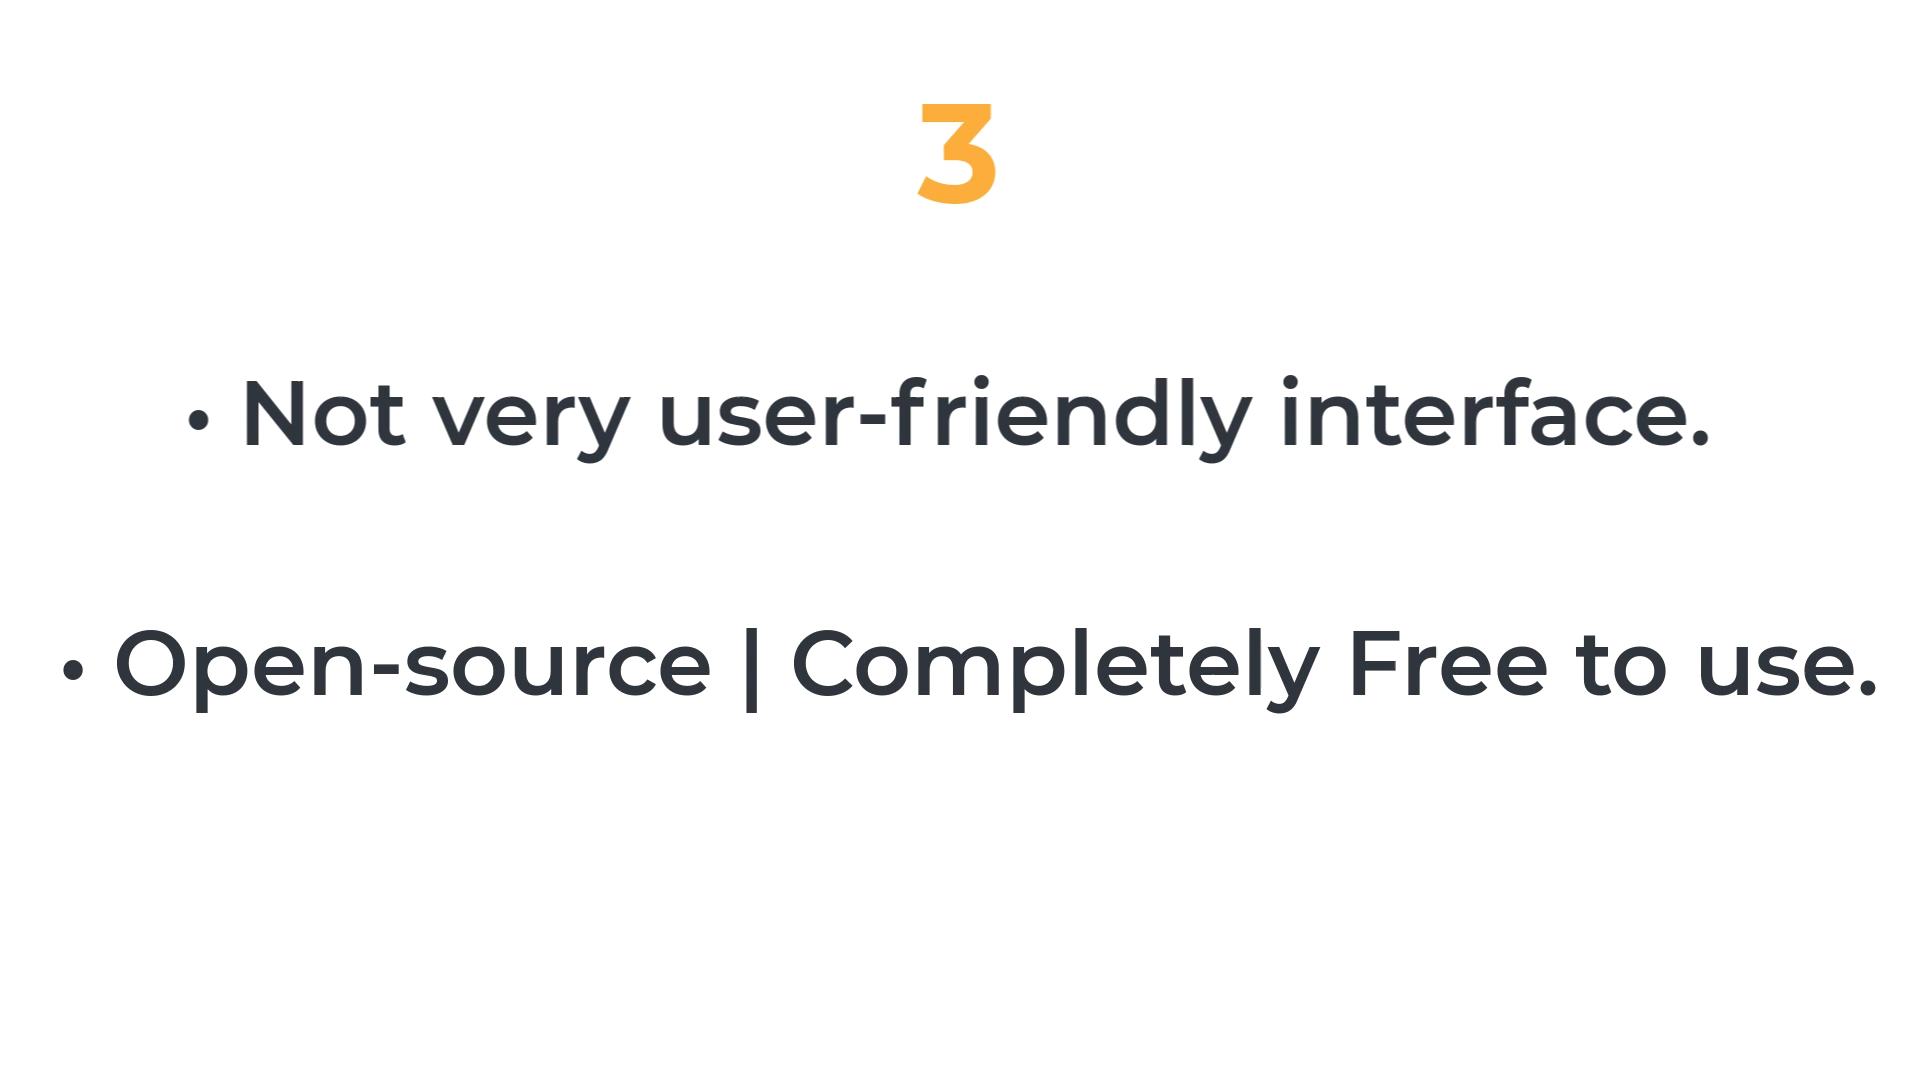 3
• Not very user-friendly interface.
• Open-source | Completely Free to use.